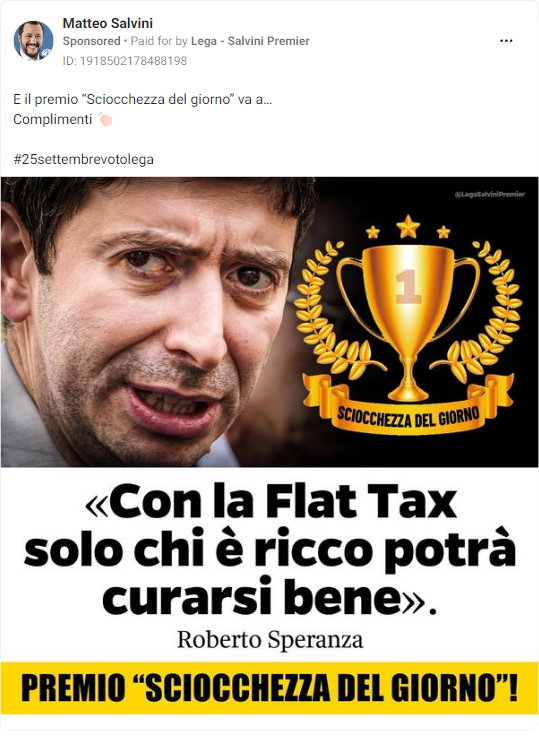 Matteo Salvini
Sponsored • Paid for by Lega - Salvini Premier
ID: 1918502178488198
E il premio “Sciocchezza del giorno” va a...
Complimenti 👏🏻
#25settembrevotolega
@LegaSalviniPremier
1
SCIOCCHEZZA DEL GIORNO
«Con la Flat Tax
solo chi è ricco potrà
curarsi bene».
Roberto Speranza
PREMIO “SCIOCCHEZZA DEL GIORNO”!